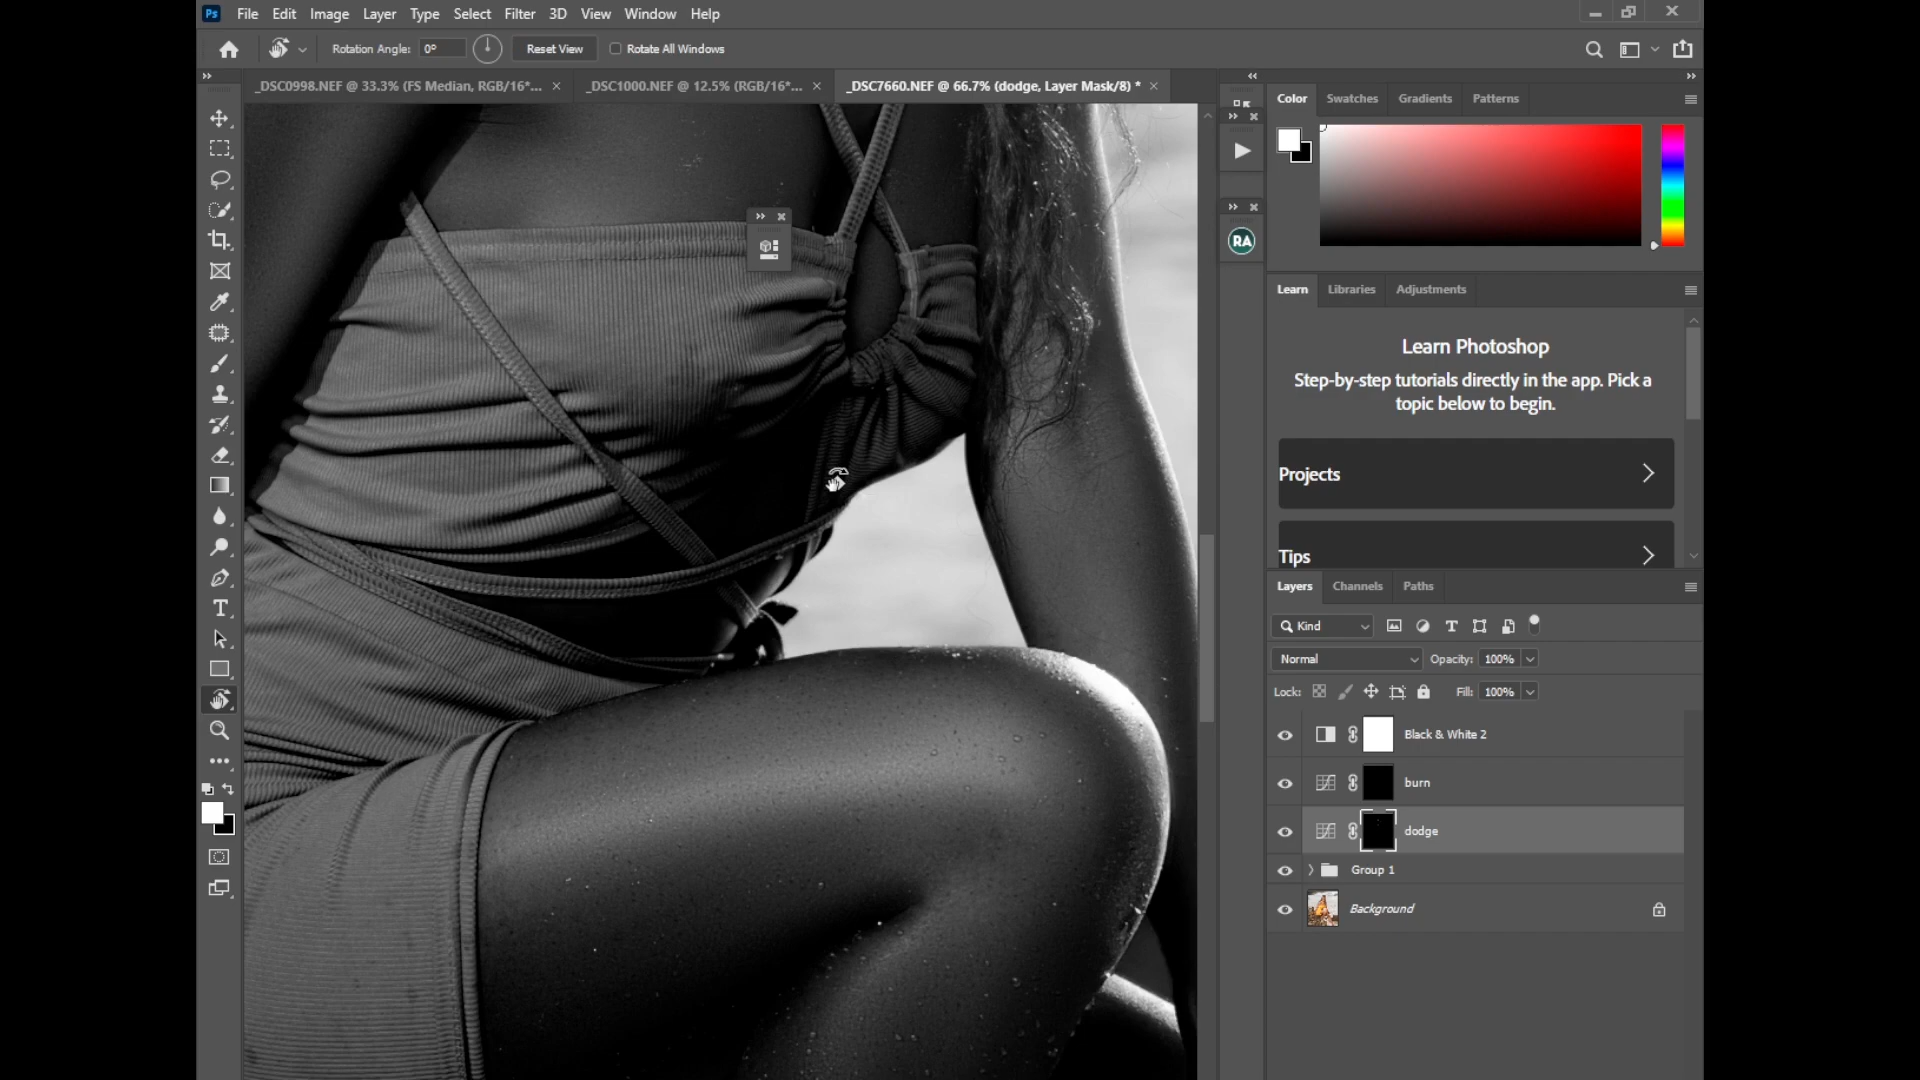 Ps File Edit Image Layer Type Select Filter 3D View Window Help
Rotation Angle: 0° Reset View Rotate All Windows
_DSC0998.NEF @ 33.3% (FS Median, RGB/16*... × _DSC1000.NEF @ 12.5% (RGB/16*... × _DSC7660.NEF @ 66.7% (dodge, Layer Mask/8) * ×
Color Swatches Gradients Patterns
RA
Learn Libraries Adjustments
Learn Photoshop
Step-by-step tutorials directly in the app. Pick a
topic below to begin.
Projects
Tips
Layers Channels Paths
Kind
Normal Opacity: 100%
Lock: Fill: 100%
Black & White 2
burn
dodge
Group 1
Background